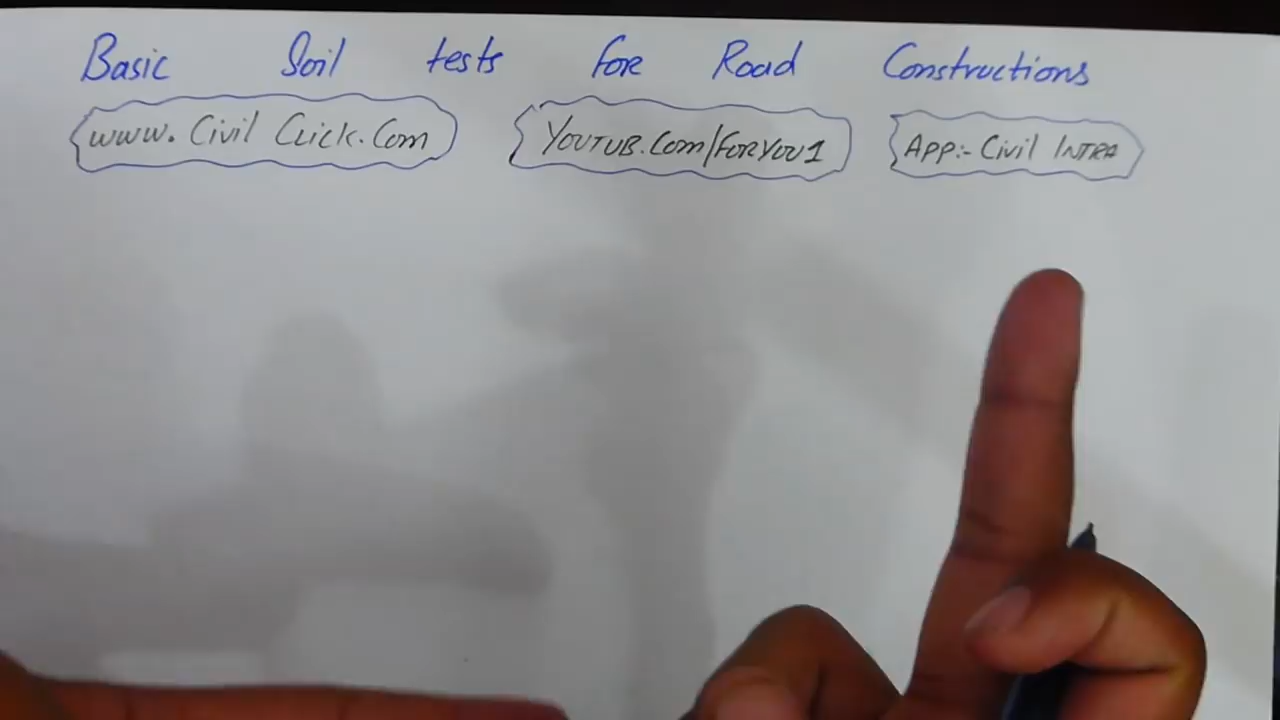 Basic Soil tests for Road Constructions
www. Civil Click.Com YOUTUB.Com/FORYOU1 APP:- Civil INTRA